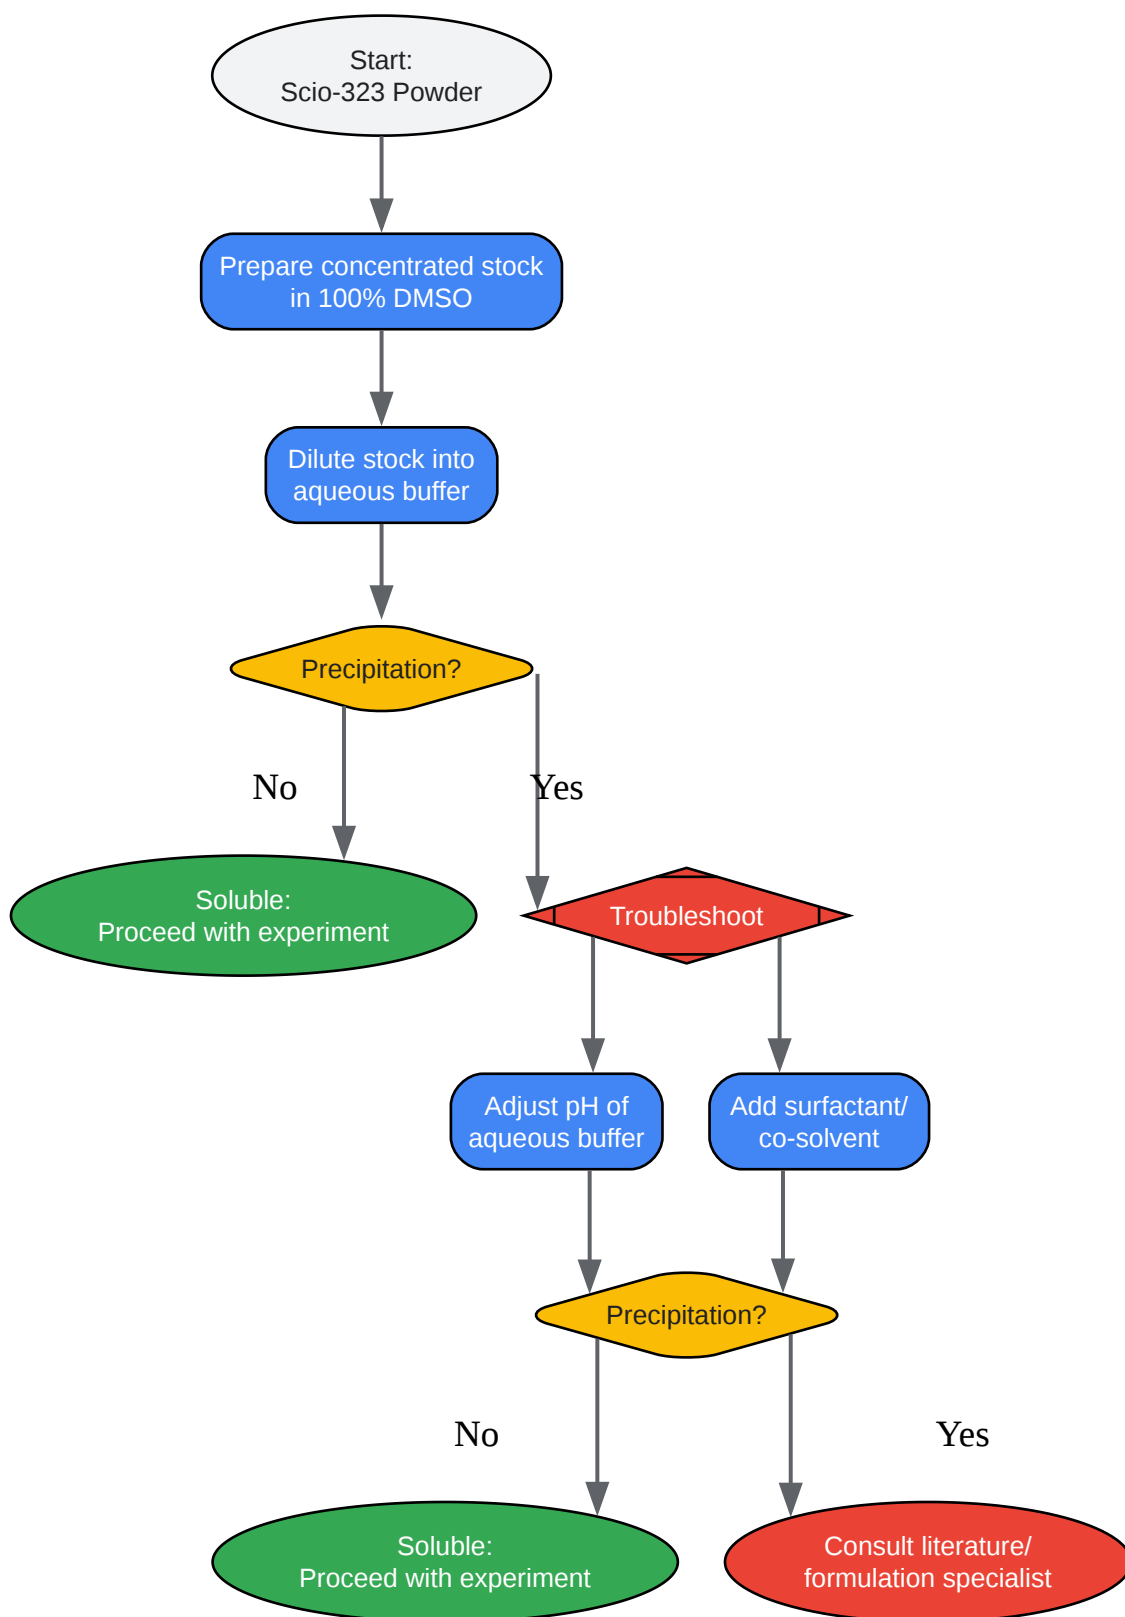 Start:
Scio-323 Powder
Prepare concentrated stock
in 100% DMSO
Dilute stock into
aqueous buffer
Precipitation?
No
Yes
Soluble:
Proceed with experiment
Troubleshoot
Adjust pH of
aqueous buffer
Add surfactant/
co-solvent
Precipitation?
No
Yes
Soluble:
Proceed with experiment
Consult literature/
formulation specialist